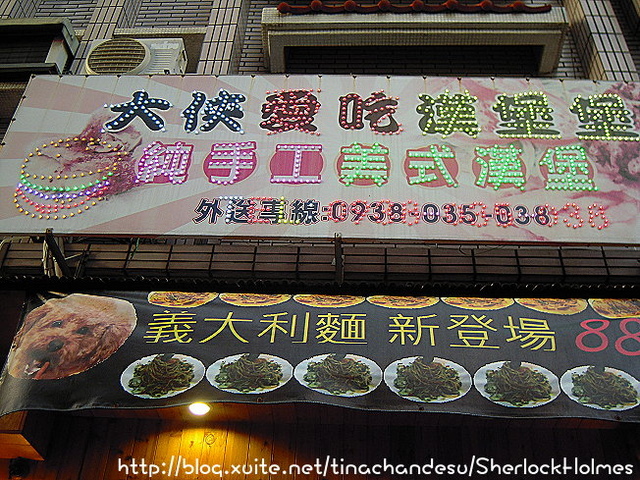 大俠愛吃漢堡堡
純手工美式漢堡
外送專線:0938-035-038
義大利麵 新登場 88
http://blog.xuite.net/tinachandesu/SherlockHolmes